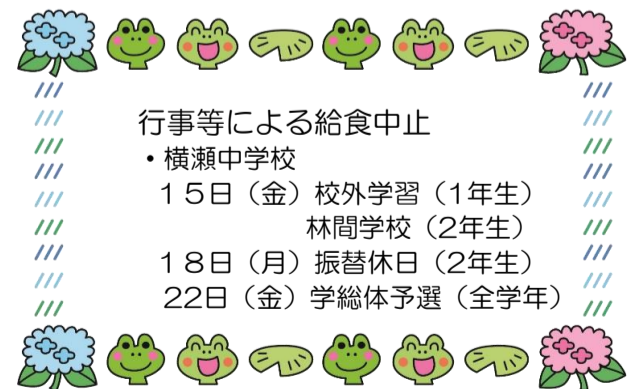 行事等による給食中止
・横瀬中学校
１５日（金）校外学習（1年生）
林間学校（2年生）
１８日（月）振替休日（2年生）
22日（金）学総体予選（全学年）